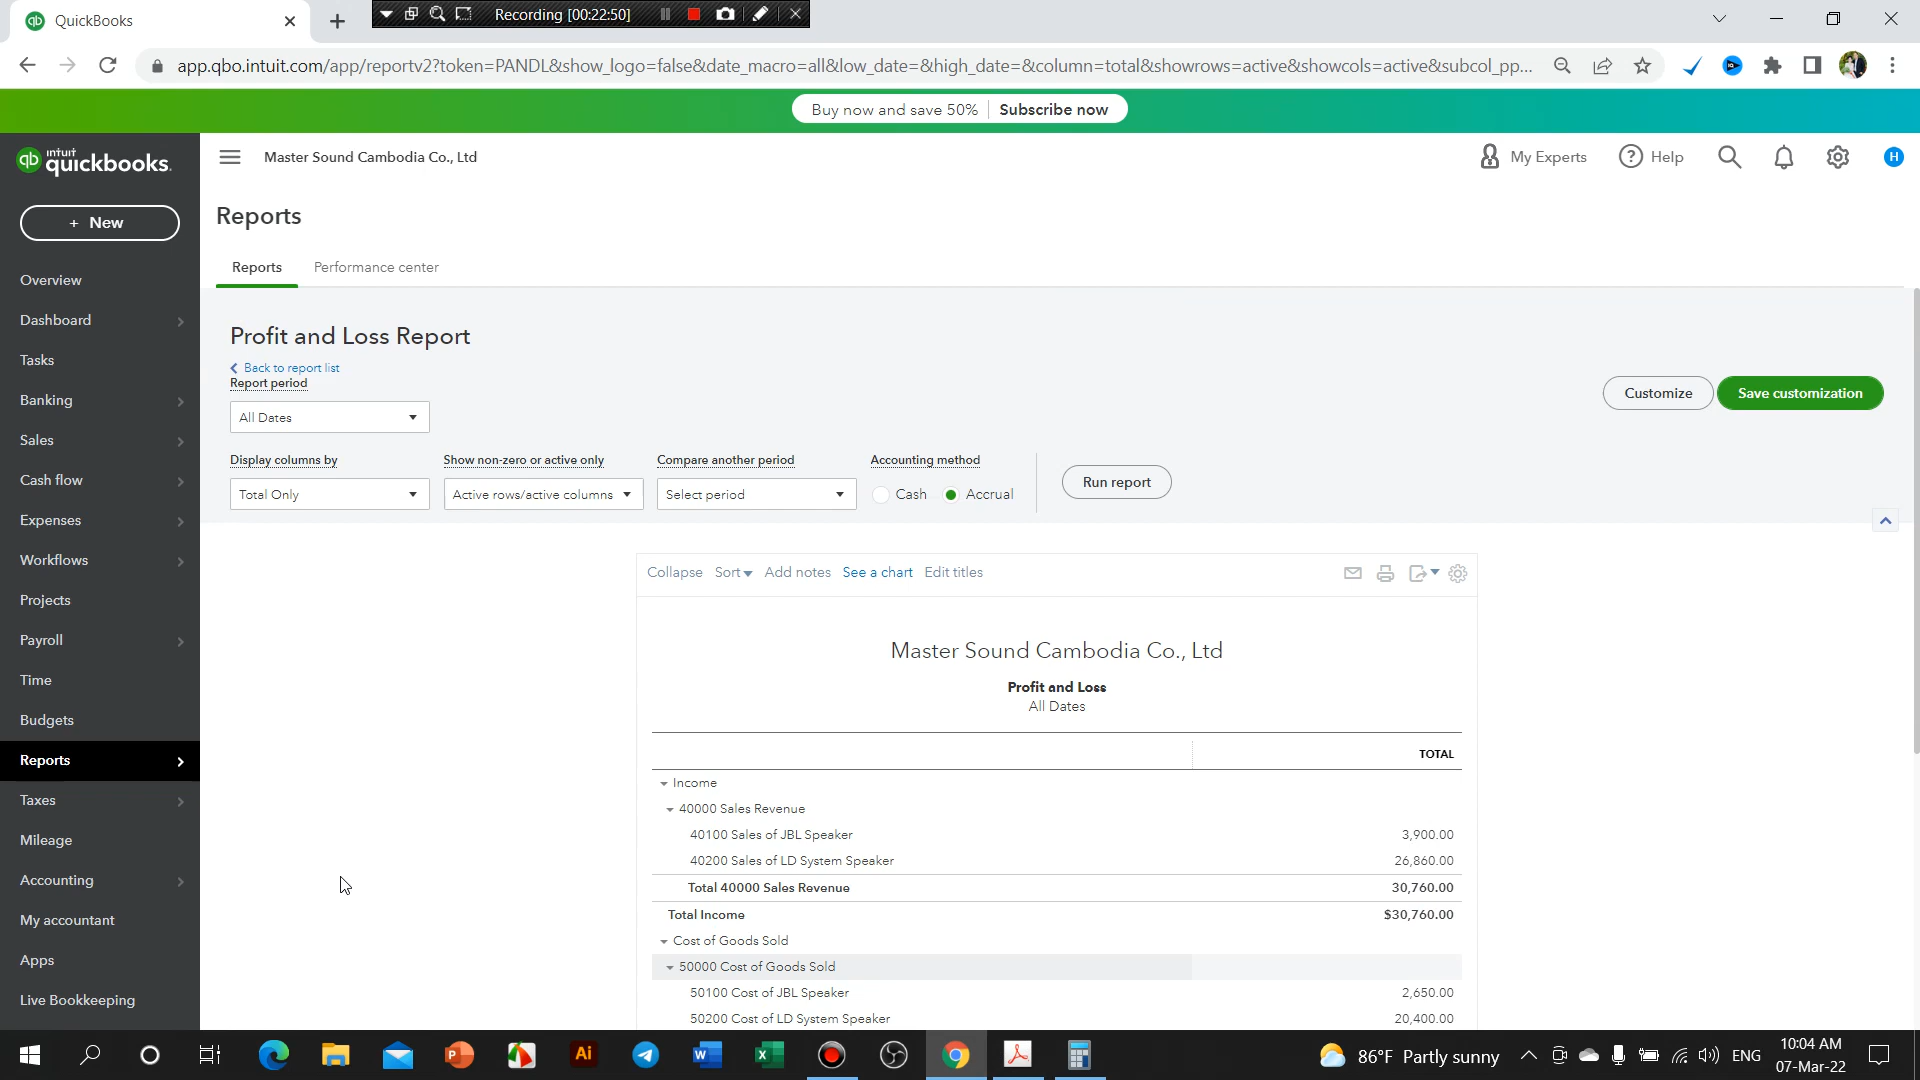 QuickBooks
Recording [00:22:50]
app.qbo.intuit.com/app/reportv2?token=PANDL&show_logo=false&date_macro=all&low_date=&high_date=&column=total&showrows=active&showcols=active&subcol_pp...
Buy now and save 50% Subscribe now
intuit quickbooks.
Master Sound Cambodia Co., Ltd
My Experts
Help
H
+ New
Reports
Reports
Performance center
Overview
Dashboard
Tasks
Banking
Sales
Cash flow
Expenses
Workflows
Projects
Payroll
Time
Budgets
Reports
Taxes
Mileage
Accounting
My accountant
Apps
Live Bookkeeping
Profit and Loss Report
Back to report list
Report period
All Dates
Customize
Save customization
Display columns by
Show non-zero or active only
Compare another period
Accounting method
Total Only
Active rows/active columns
Select period
Cash
Accrual
Run report
Collapse Sort Add notes See a chart Edit titles
Master Sound Cambodia Co., Ltd
Profit and Loss
All Dates
TOTAL
Income
40000 Sales Revenue
40100 Sales of JBL Speaker 3,900.00
40200 Sales of LD System Speaker 26,860.00
Total 40000 Sales Revenue 30,760.00
Total Income $30,760.00
Cost of Goods Sold
50000 Cost of Goods Sold
50100 Cost of JBL Speaker 2,650.00
50200 Cost of LD System Speaker 20,400.00
86°F Partly sunny
ENG
10:04 AM
07-Mar-22